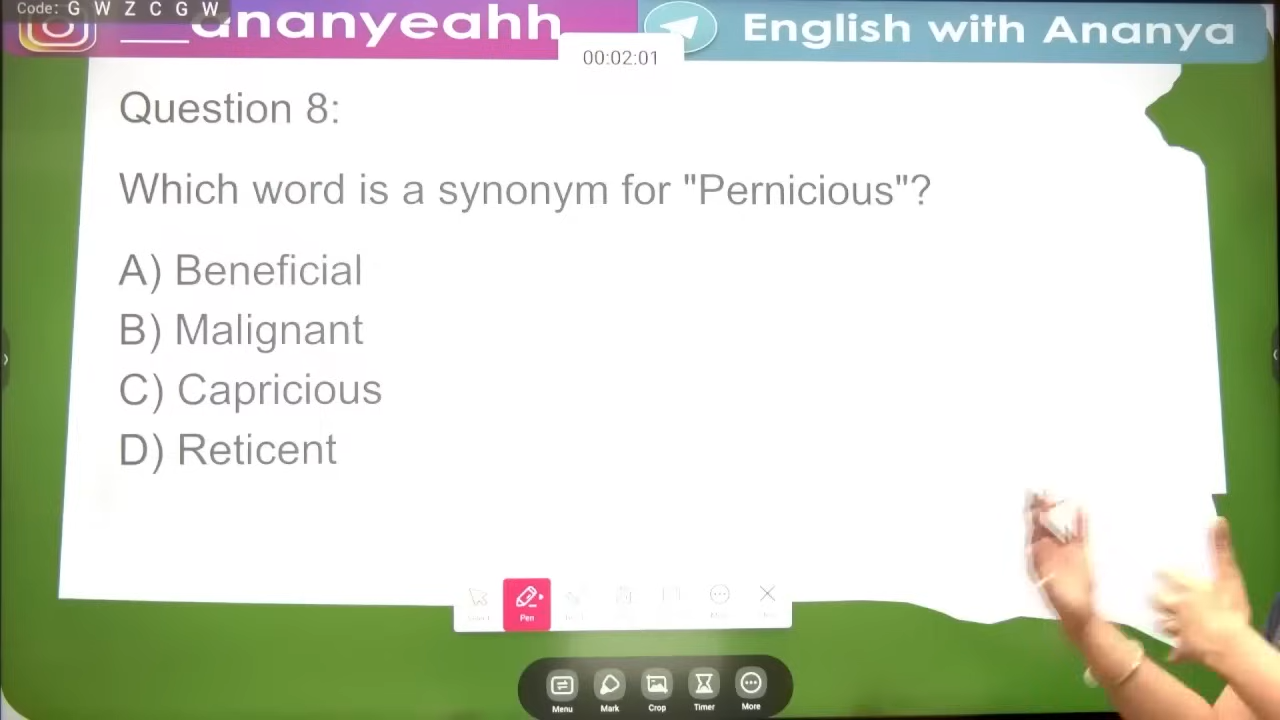 Code: G W Z C G W
___ananyeahh
English with Ananya
00:02:01
Question 8:
Which word is a synonym for "Pernicious"?
A) Beneficial
B) Malignant
C) Capricious
D) Reticent
Pen
Menu
Mark
Crop
Timer
More